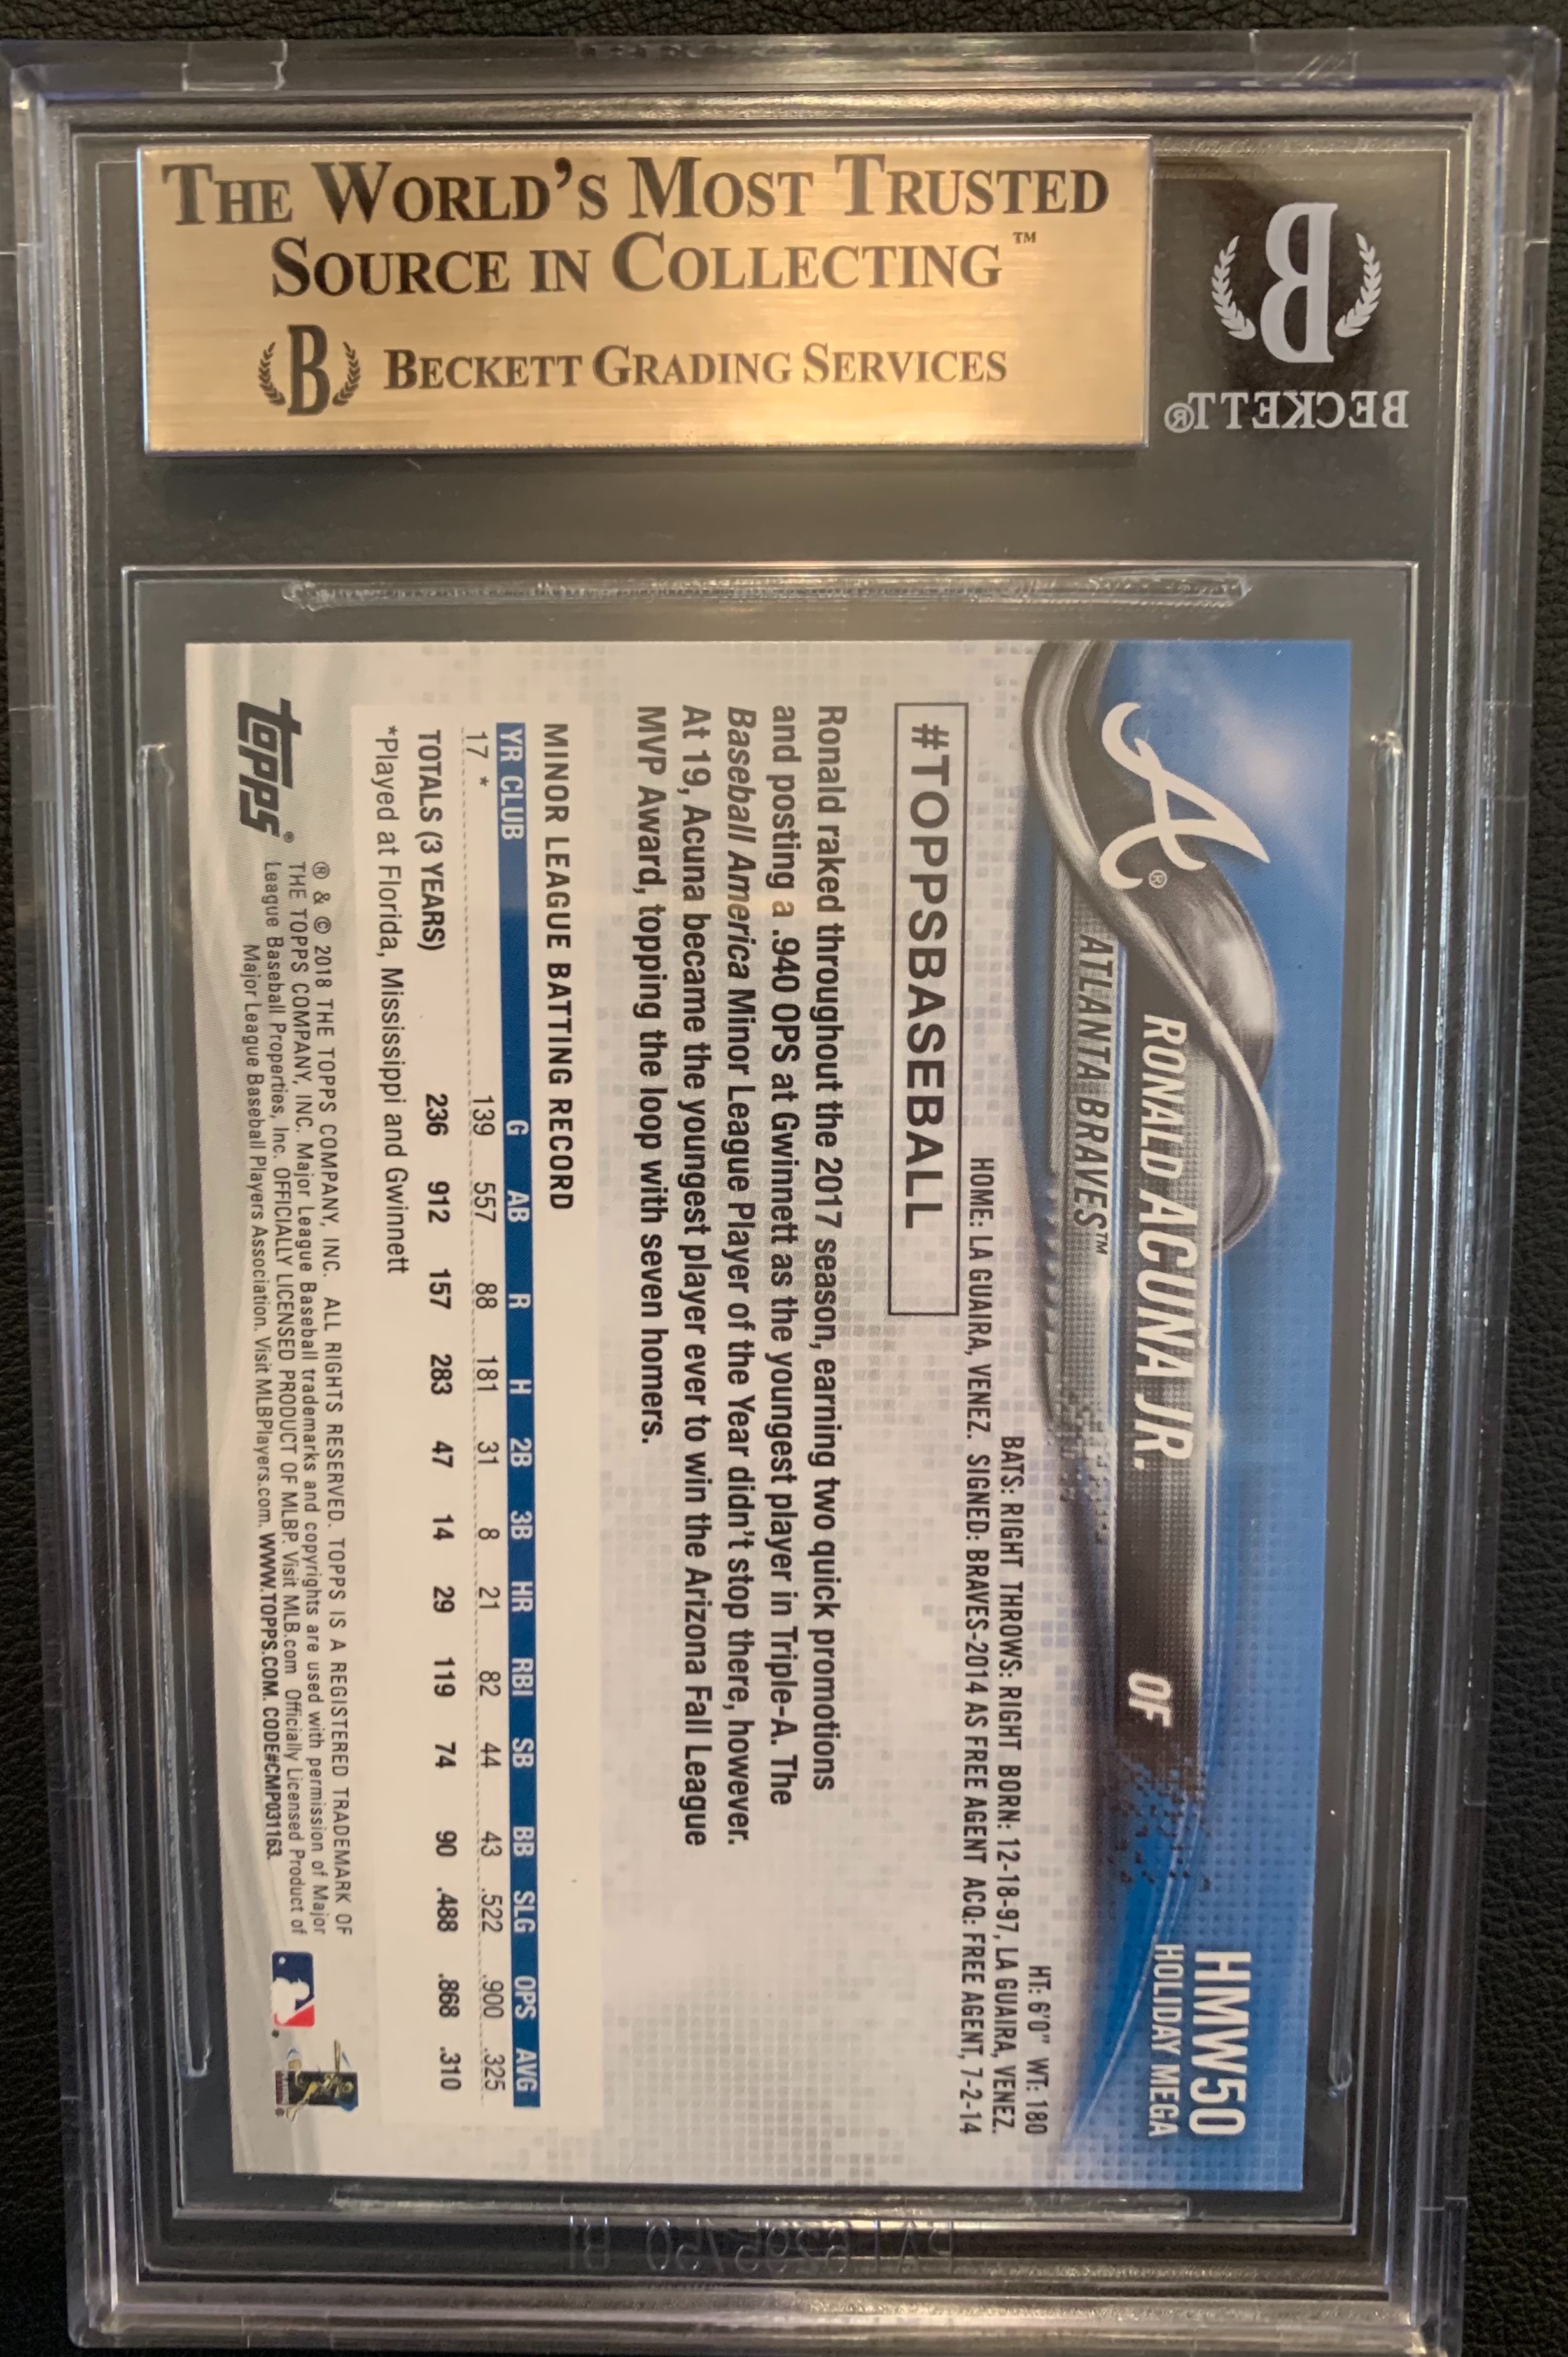 THE WORLD'S MOST TRUSTED
SOURCE IN COLLECTING™
B BECKETT GRADING SERVICES
B
BECKETT®
HMW50
HOLIDAY MEGA
A®
RONALD ACUÑA JR. OF
ATLANTA BRAVES™
HT: 6'0" WT: 180
BATS: RIGHT THROWS: RIGHT BORN: 12-18-97, LA GUAIRA, VENEZ.
HOME: LA GUAIRA, VENEZ. SIGNED: BRAVES-2014 AS FREE AGENT ACQ: FREE AGENT, 7-2-14
#TOPPSBASEBALL
Ronald raked throughout the 2017 season, earning two quick promotions
and posting a .940 OPS at Gwinnett as the youngest player in Triple-A. The
Baseball America Minor League Player of the Year didn't stop there, however.
At 19, Acuna became the youngest player ever to win the Arizona Fall League
MVP Award, topping the loop with seven homers.
MINOR LEAGUE BATTING RECORD
YR CLUB G AB R H 2B 3B HR RBI SB BB SLG OPS AVG
17 * 139 557 88 181 31 8 21 82 44 43 .522 .900 .325
TOTALS (3 YEARS) 236 912 157 283 47 14 29 119 74 90 .488 .868 .310
*Played at Florida, Mississippi and Gwinnett
topps®
® & © 2018 THE TOPPS COMPANY, INC. ALL RIGHTS RESERVED. TOPPS IS A REGISTERED TRADEMARK OF
THE TOPPS COMPANY, INC. Major League Baseball trademarks and copyrights are used with permission of Major
League Baseball Properties, Inc. OFFICIALLY LICENSED PRODUCT OF MLBP. Visit MLB.com Officially Licensed Product of
Major League Baseball Players Association. Visit MLBPlayers.com. WWW.TOPPS.COM. CODE#CMP031163.